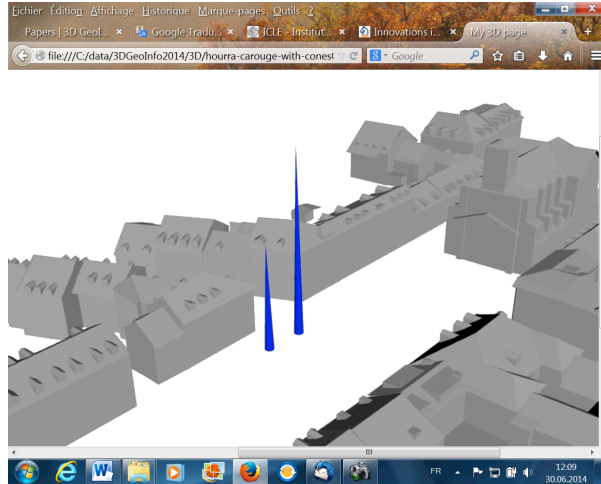 Fichier Édition Affichage Historique Marque-pages Outils ?
Papers | 3D Geol... × Google Tradu... × ICLE - Institut... × Innovations i... × My 3D page ×
file:///C:/data/3DGeoInfo2014/3D/hourra-carouge-with-cones Google
FR 12:09
30.06.2014